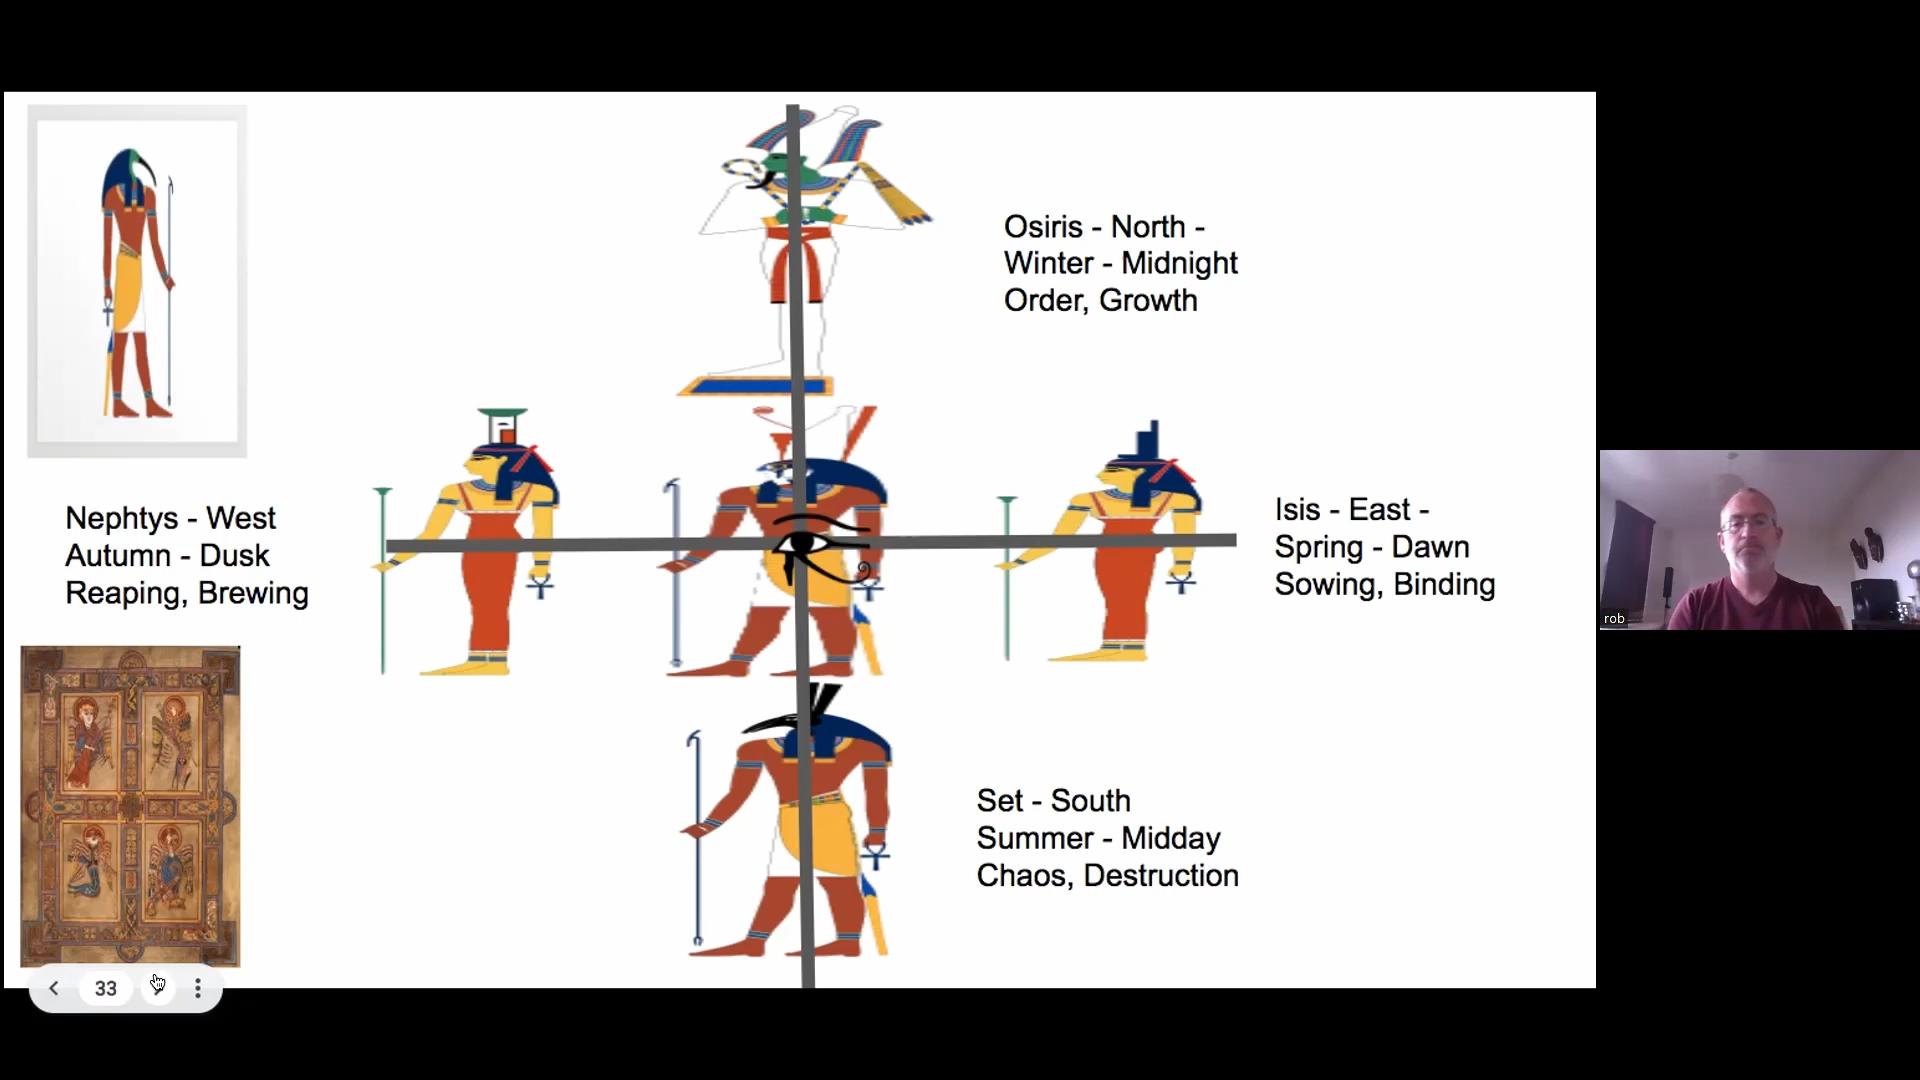 Osiris - North -
Winter - Midnight
Order, Growth
Nephtys - West
Autumn - Dusk
Reaping, Brewing
Isis - East -
Spring - Dawn
Sowing, Binding
Set - South
Summer - Midday
Chaos, Destruction
rob
33